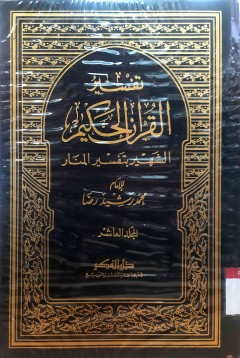 تفسير
القرآن الحكيم
الشهير بتفسير المنار
للإمام
محمد رشيد رضا
المجلد العاشر
دار الفكر